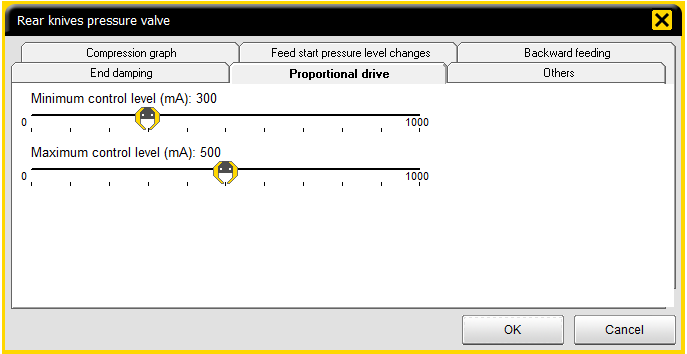 Rear knives pressure valve
Compression graph Feed start pressure level changes Backward feeding
End damping Proportional drive Others
Minimum control level (mA): 300
0 1000
Maximum control level (mA): 500
0 1000
OK Cancel